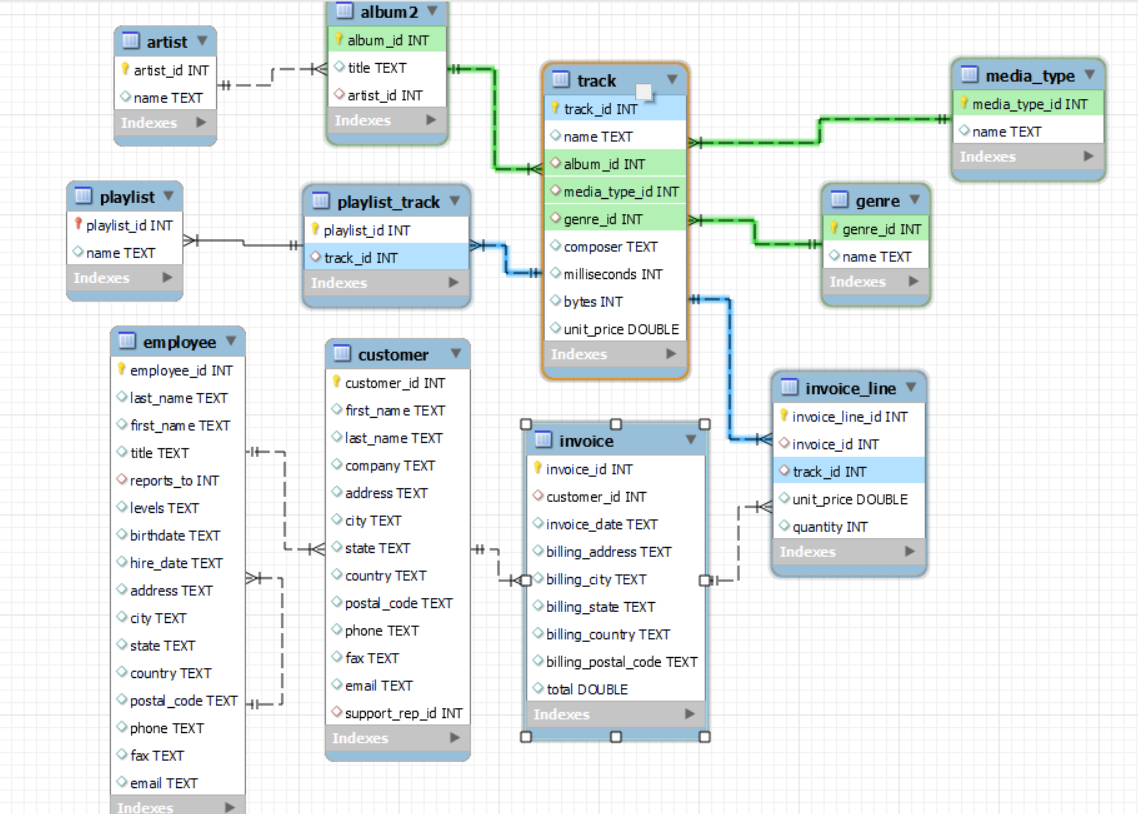 artist
artist_id INT
name TEXT
Indexes
album2
album_id INT
title TEXT
artist_id INT
Indexes
track
track_id INT
name TEXT
album_id INT
media_type_id INT
genre_id INT
composer TEXT
milliseconds INT
bytes INT
unit_price DOUBLE
Indexes
media_type
media_type_id INT
name TEXT
Indexes
playlist
playlist_id INT
name TEXT
Indexes
playlist_track
playlist_id INT
track_id INT
Indexes
genre
genre_id INT
name TEXT
Indexes
employee
employee_id INT
last_name TEXT
first_name TEXT
title TEXT
reports_to INT
levels TEXT
birthdate TEXT
hire_date TEXT
address TEXT
city TEXT
state TEXT
country TEXT
postal_code TEXT
phone TEXT
fax TEXT
email TEXT
Indexes
customer
customer_id INT
first_name TEXT
last_name TEXT
company TEXT
address TEXT
city TEXT
state TEXT
country TEXT
postal_code TEXT
phone TEXT
fax TEXT
email TEXT
support_rep_id INT
Indexes
invoice
invoice_id INT
customer_id INT
invoice_date TEXT
billing_address TEXT
billing_city TEXT
billing_state TEXT
billing_country TEXT
billing_postal_code TEXT
total DOUBLE
Indexes
invoice_line
invoice_line_id INT
invoice_id INT
track_id INT
unit_price DOUBLE
quantity INT
Indexes